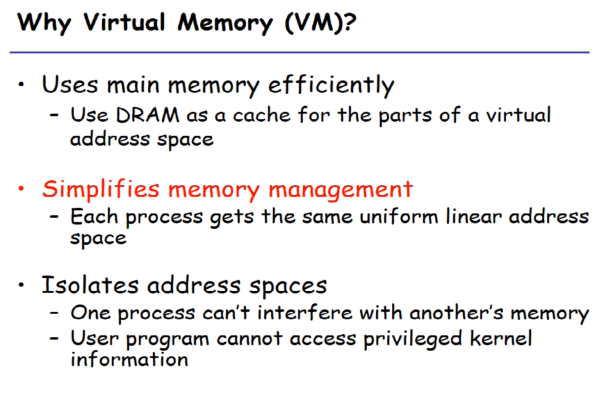 Why Virtual Memory (VM)?
• Uses main memory efficiently
– Use DRAM as a cache for the parts of a virtual
address space
• Simplifies memory management
– Each process gets the same uniform linear address
space
• Isolates address spaces
– One process can’t interfere with another’s memory
– User program cannot access privileged kernel
information